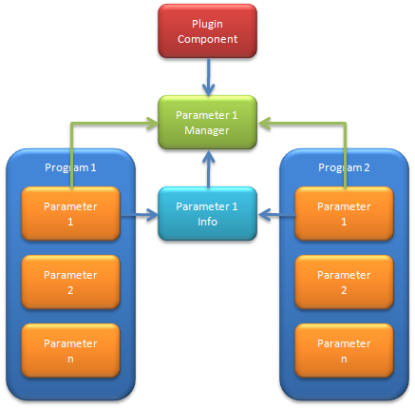 Plugin
Component
Parameter 1
Manager
Program 1
Parameter
1
Parameter
2
Parameter
n
Parameter 1
Info
Program 2
Parameter
1
Parameter
2
Parameter
n